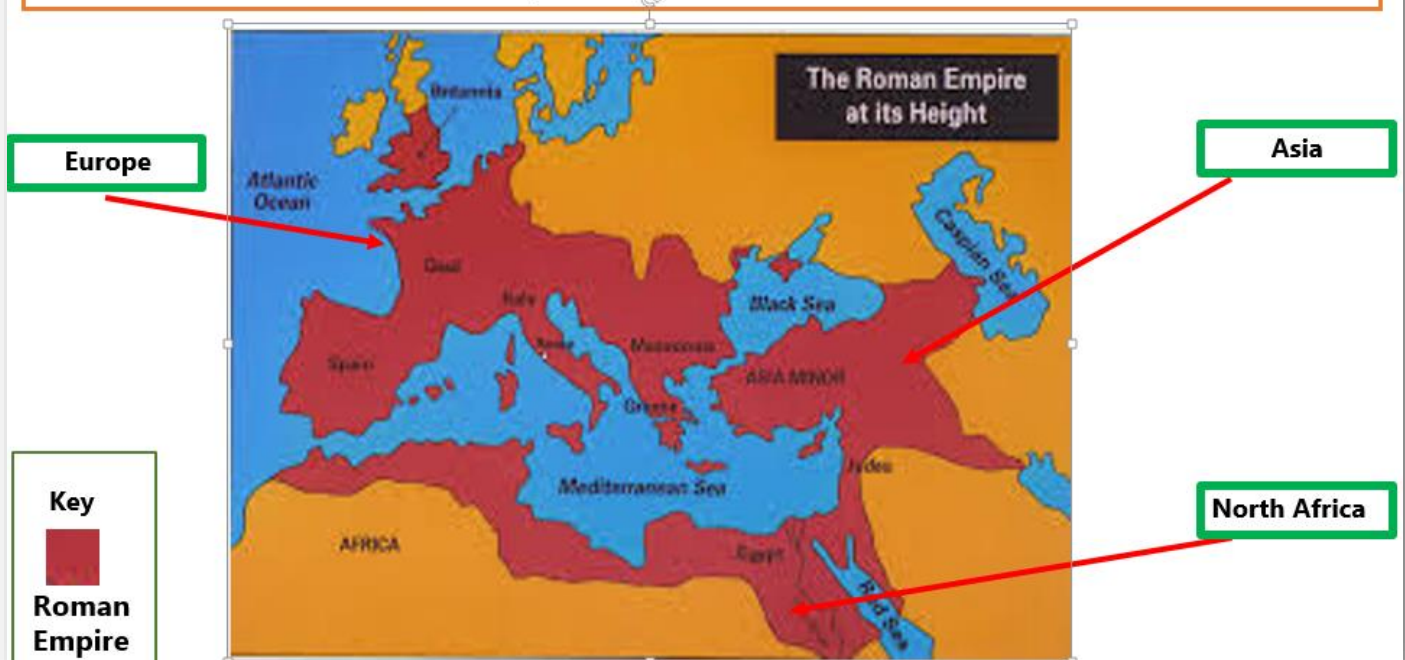 The Roman Empire
at its Height
Europe
Asia
Britannia
Atlantic
Ocean
Caspian Sea
Gaul
Italy
Black Sea
Rome
Macedonia
Spain
ASIA MINOR
Greece
Judea
Mediterranean Sea
Key
North Africa
AFRICA
Egypt
Red Sea
Roman
Empire